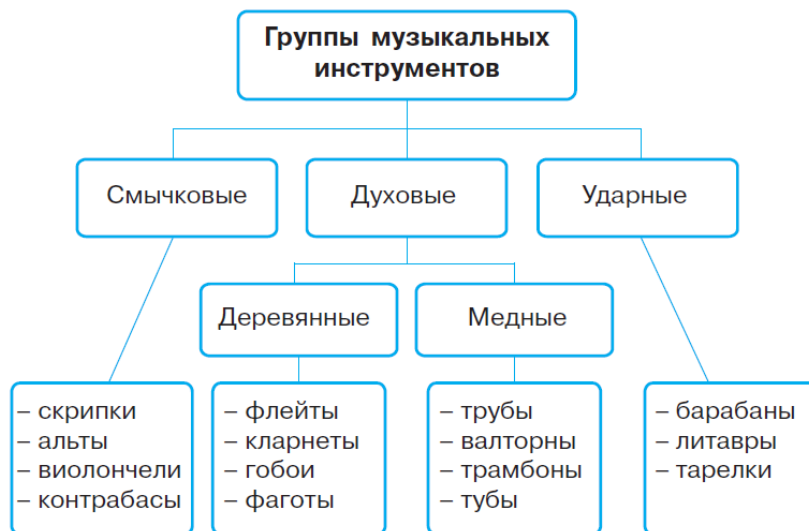 Группы музыкальных
инструментов
Смычковые
Духовые
Ударные
Деревянные
Медные
– скрипки
– альты
– виолончели
– контрабасы
– флейты
– кларнеты
– гобои
– фаготы
– трубы
– валторны
– трамбоны
– тубы
– барабаны
– литавры
– тарелки